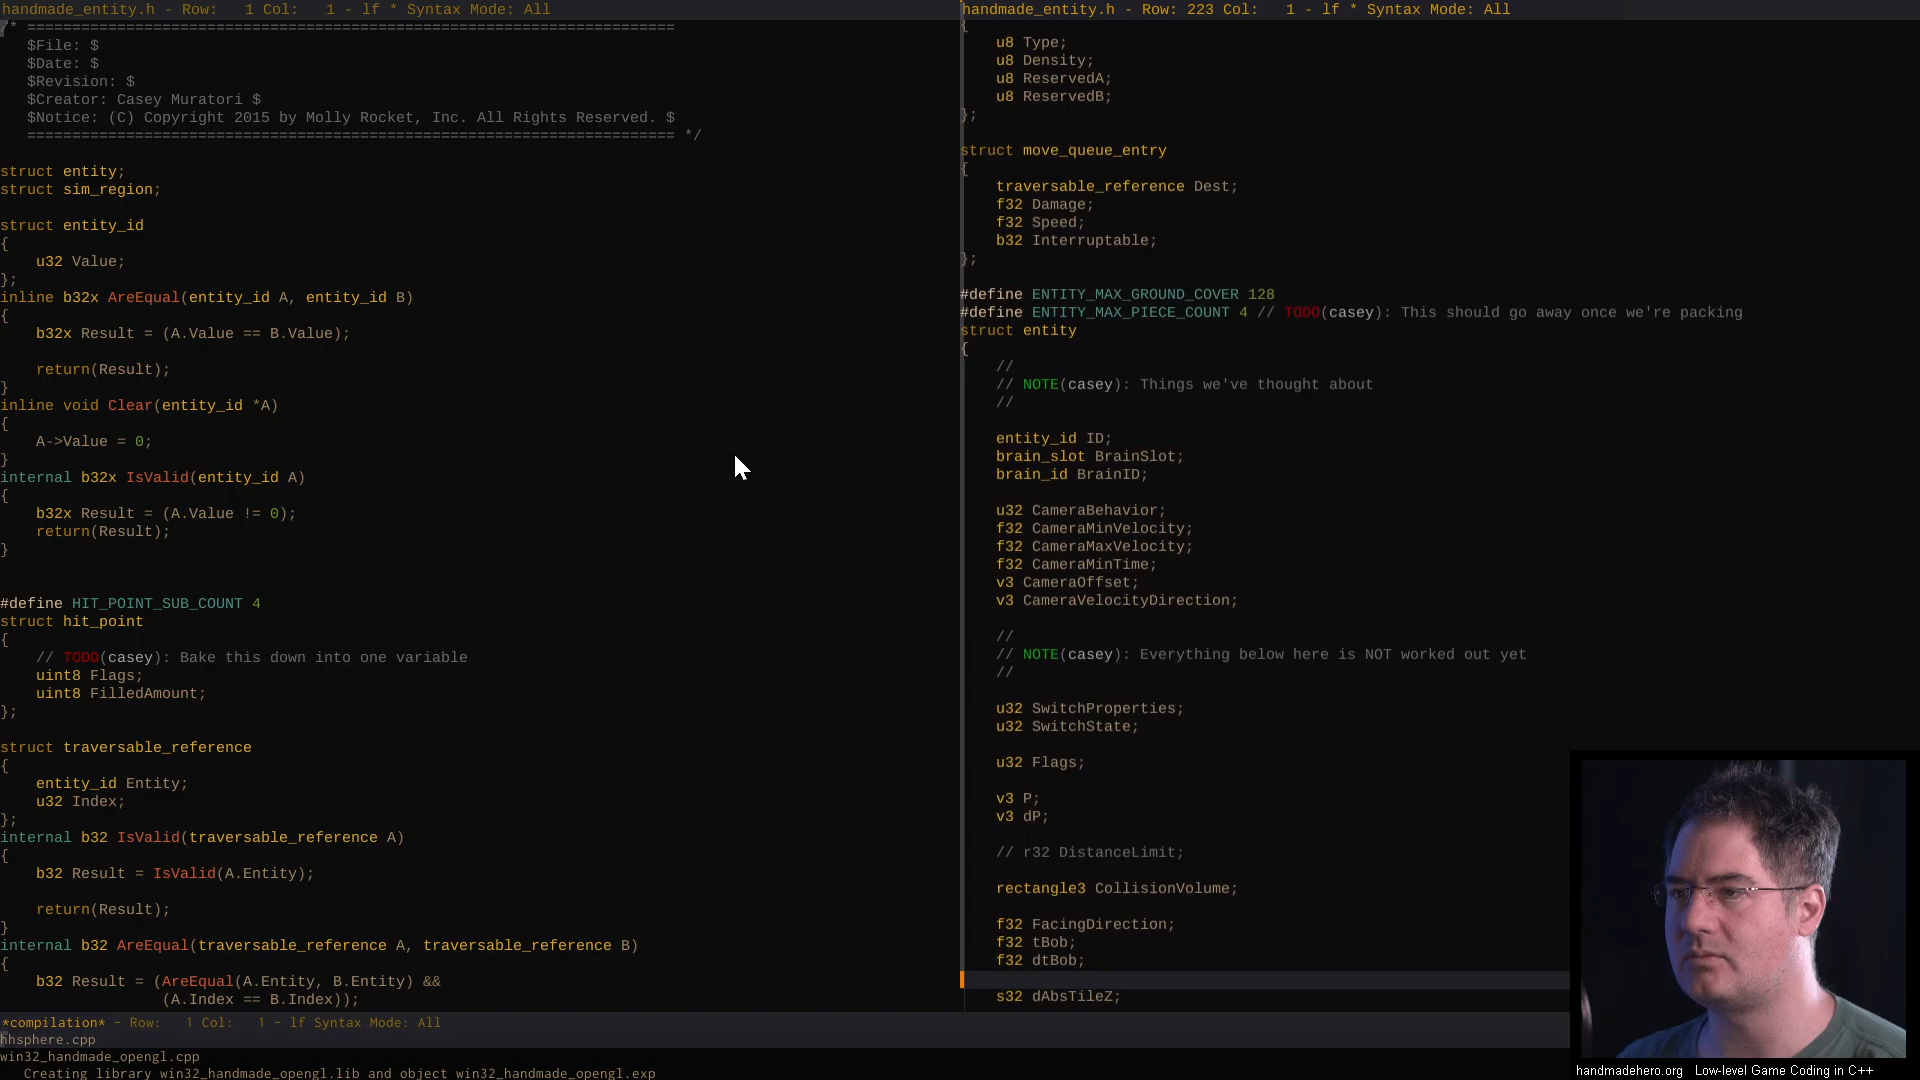 handmade_entity.h - Row:   1 Col:   1 - lf * Syntax Mode: All
/* ========================================================================
   $File: $
   $Date: $
   $Revision: $
   $Creator: Casey Muratori $
   $Notice: (C) Copyright 2015 by Molly Rocket, Inc. All Rights Reserved. $
   ======================================================================== */
struct entity;
struct sim_region;
struct entity_id
{
    u32 Value;
};
inline b32x AreEqual(entity_id A, entity_id B)
{
    b32x Result = (A.Value == B.Value);
    return(Result);
}
inline void Clear(entity_id *A)
{
    A->Value = 0;
}
internal b32x IsValid(entity_id A)
{
    b32x Result = (A.Value != 0);
    return(Result);
}
#define HIT_POINT_SUB_COUNT 4
struct hit_point
{
    // TODO(casey): Bake this down into one variable
    uint8 Flags;
    uint8 FilledAmount;
};
struct traversable_reference
{
    entity_id Entity;
    u32 Index;
};
internal b32 IsValid(traversable_reference A)
{
    b32 Result = IsValid(A.Entity);
    return(Result);
}
internal b32 AreEqual(traversable_reference A, traversable_reference B)
{
    b32 Result = (AreEqual(A.Entity, B.Entity) &&
                  (A.Index == B.Index));
handmade_entity.h - Row: 223 Col:   1 - lf * Syntax Mode: All
{
    u8 Type;
    u8 Density;
    u8 ReservedA;
    u8 ReservedB;
};
struct move_queue_entry
{
    traversable_reference Dest;
    f32 Damage;
    f32 Speed;
    b32 Interruptable;
};
#define ENTITY_MAX_GROUND_COVER 128
#define ENTITY_MAX_PIECE_COUNT 4 // TODO(casey): This should go away once we're packing
struct entity
{
    //
    // NOTE(casey): Things we've thought about
    //
    entity_id ID;
    brain_slot BrainSlot;
    brain_id BrainID;
    u32 CameraBehavior;
    f32 CameraMinVelocity;
    f32 CameraMaxVelocity;
    f32 CameraMinTime;
    v3 CameraOffset;
    v3 CameraVelocityDirection;
    //
    // NOTE(casey): Everything below here is NOT worked out yet
    //
    u32 SwitchProperties;
    u32 SwitchState;
    u32 Flags;
    v3 P;
    v3 dP;
    // r32 DistanceLimit;
    rectangle3 CollisionVolume;
    f32 FacingDirection;
    f32 tBob;
    f32 dtBob;
    s32 dAbsTileZ;
*compilation* - Row:   1 Col:   1 - lf Syntax Mode: All
hhsphere.cpp
win32_handmade_opengl.cpp
   Creating library win32_handmade_opengl.lib and object win32_handmade_opengl.exp
handmadehero.org   Low-level Game Coding in C++